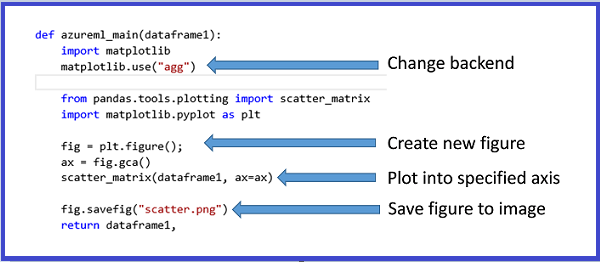 def azureml_main(dataframe1):
import matplotlib
matplotlib.use("agg")
Change backend
from pandas.tools.plotting import scatter_matrix
import matplotlib.pyplot as plt
fig = plt.figure();
Create new figure
ax = fig.gca()
scatter_matrix(dataframe1, ax=ax)
Plot into specified axis
fig.savefig("scatter.png")
Save figure to image
return dataframe1,